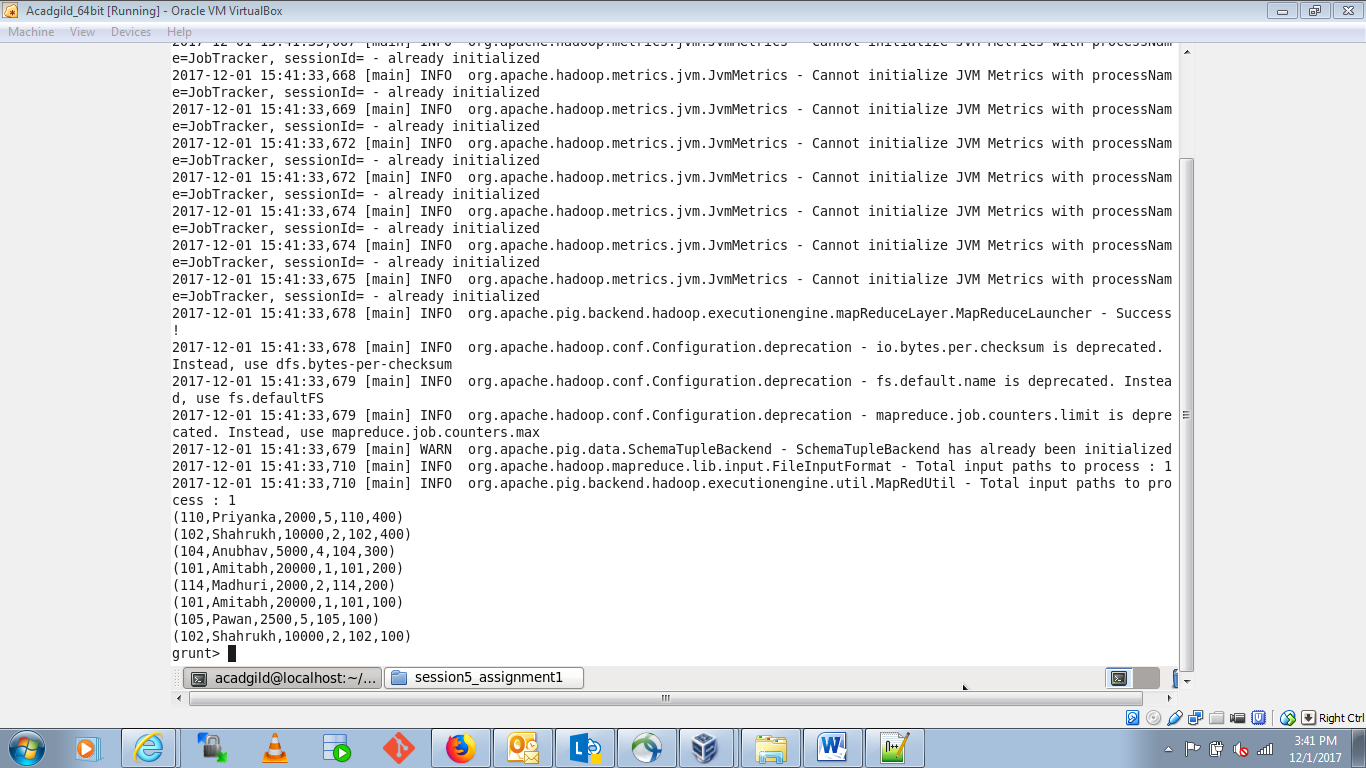 Acadgild_64bit [Running] - Oracle VM VirtualBox
Machine View Devices Help
2017-12-01 15:41:33,667 [main] INFO  org.apache.hadoop.metrics.jvm.JvmMetrics - Cannot initialize JVM Metrics with processNam
e=JobTracker, sessionId= - already initialized
2017-12-01 15:41:33,668 [main] INFO  org.apache.hadoop.metrics.jvm.JvmMetrics - Cannot initialize JVM Metrics with processNam
e=JobTracker, sessionId= - already initialized
2017-12-01 15:41:33,669 [main] INFO  org.apache.hadoop.metrics.jvm.JvmMetrics - Cannot initialize JVM Metrics with processNam
e=JobTracker, sessionId= - already initialized
2017-12-01 15:41:33,672 [main] INFO  org.apache.hadoop.metrics.jvm.JvmMetrics - Cannot initialize JVM Metrics with processNam
e=JobTracker, sessionId= - already initialized
2017-12-01 15:41:33,672 [main] INFO  org.apache.hadoop.metrics.jvm.JvmMetrics - Cannot initialize JVM Metrics with processNam
e=JobTracker, sessionId= - already initialized
2017-12-01 15:41:33,674 [main] INFO  org.apache.hadoop.metrics.jvm.JvmMetrics - Cannot initialize JVM Metrics with processNam
e=JobTracker, sessionId= - already initialized
2017-12-01 15:41:33,674 [main] INFO  org.apache.hadoop.metrics.jvm.JvmMetrics - Cannot initialize JVM Metrics with processNam
e=JobTracker, sessionId= - already initialized
2017-12-01 15:41:33,675 [main] INFO  org.apache.hadoop.metrics.jvm.JvmMetrics - Cannot initialize JVM Metrics with processNam
e=JobTracker, sessionId= - already initialized
2017-12-01 15:41:33,678 [main] INFO  org.apache.pig.backend.hadoop.executionengine.mapReduceLayer.MapReduceLauncher - Success
!
2017-12-01 15:41:33,678 [main] INFO  org.apache.hadoop.conf.Configuration.deprecation - io.bytes.per.checksum is deprecated.
Instead, use dfs.bytes-per-checksum
2017-12-01 15:41:33,679 [main] INFO  org.apache.hadoop.conf.Configuration.deprecation - fs.default.name is deprecated. Instea
d, use fs.defaultFS
2017-12-01 15:41:33,679 [main] INFO  org.apache.hadoop.conf.Configuration.deprecation - mapreduce.job.counters.limit is depre
cated. Instead, use mapreduce.job.counters.max
2017-12-01 15:41:33,679 [main] WARN  org.apache.pig.data.SchemaTupleBackend - SchemaTupleBackend has already been initialized
2017-12-01 15:41:33,710 [main] INFO  org.apache.hadoop.mapreduce.lib.input.FileInputFormat - Total input paths to process : 1
2017-12-01 15:41:33,710 [main] INFO  org.apache.pig.backend.hadoop.executionengine.util.MapRedUtil - Total input paths to pro
cess : 1
(110,Priyanka,2000,5,110,400)
(102,Shahrukh,10000,2,102,400)
(104,Anubhav,5000,4,104,300)
(101,Amitabh,20000,1,101,200)
(114,Madhuri,2000,2,114,200)
(101,Amitabh,20000,1,101,100)
(105,Pawan,2500,5,105,100)
(102,Shahrukh,10000,2,102,100)
grunt>
acadgild@localhost:~/... session5_assignment1
Right Ctrl
3:41 PM
12/1/2017